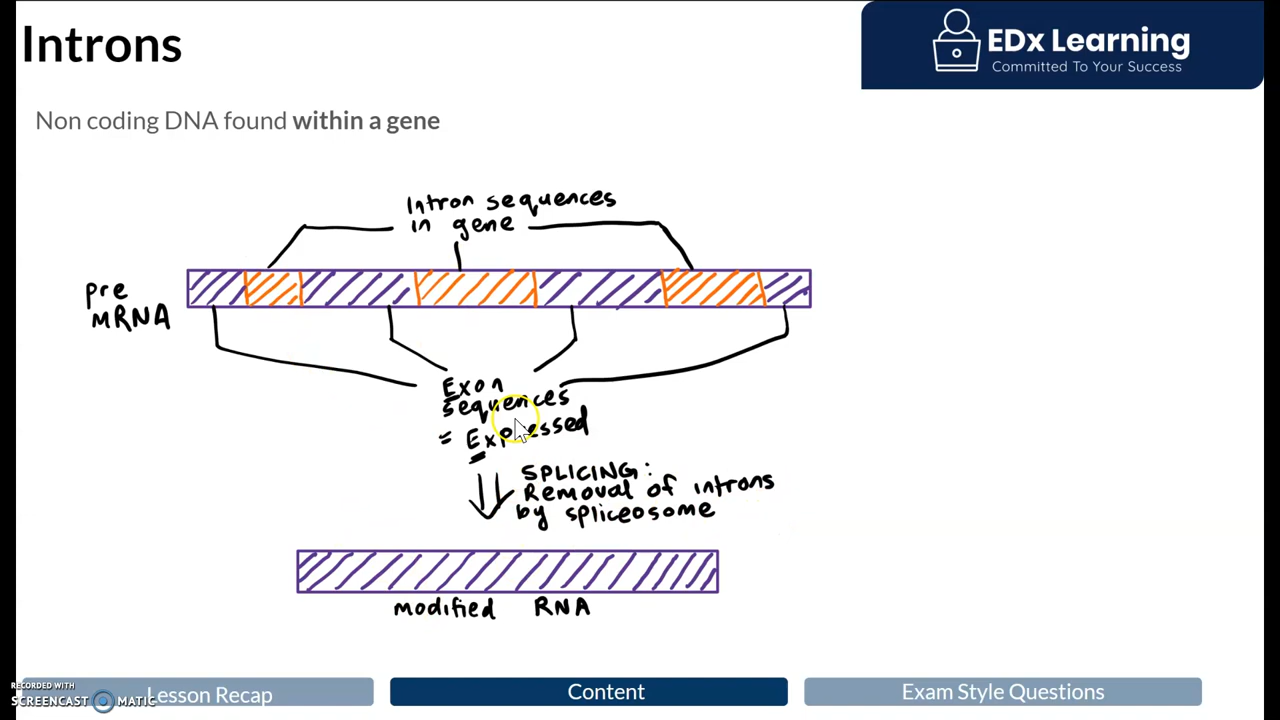 Introns
EDx Learning
Committed To Your Success
Non coding DNA found within a gene
Intron sequences
in gene
pre
mRNA
Exon
sequences
= Expressed
SPLICING:
Removal of introns
by spliceosome
modified RNA
RECORDED WITH
SCREENCAST MATIC
Lesson Recap
Content
Exam Style Questions